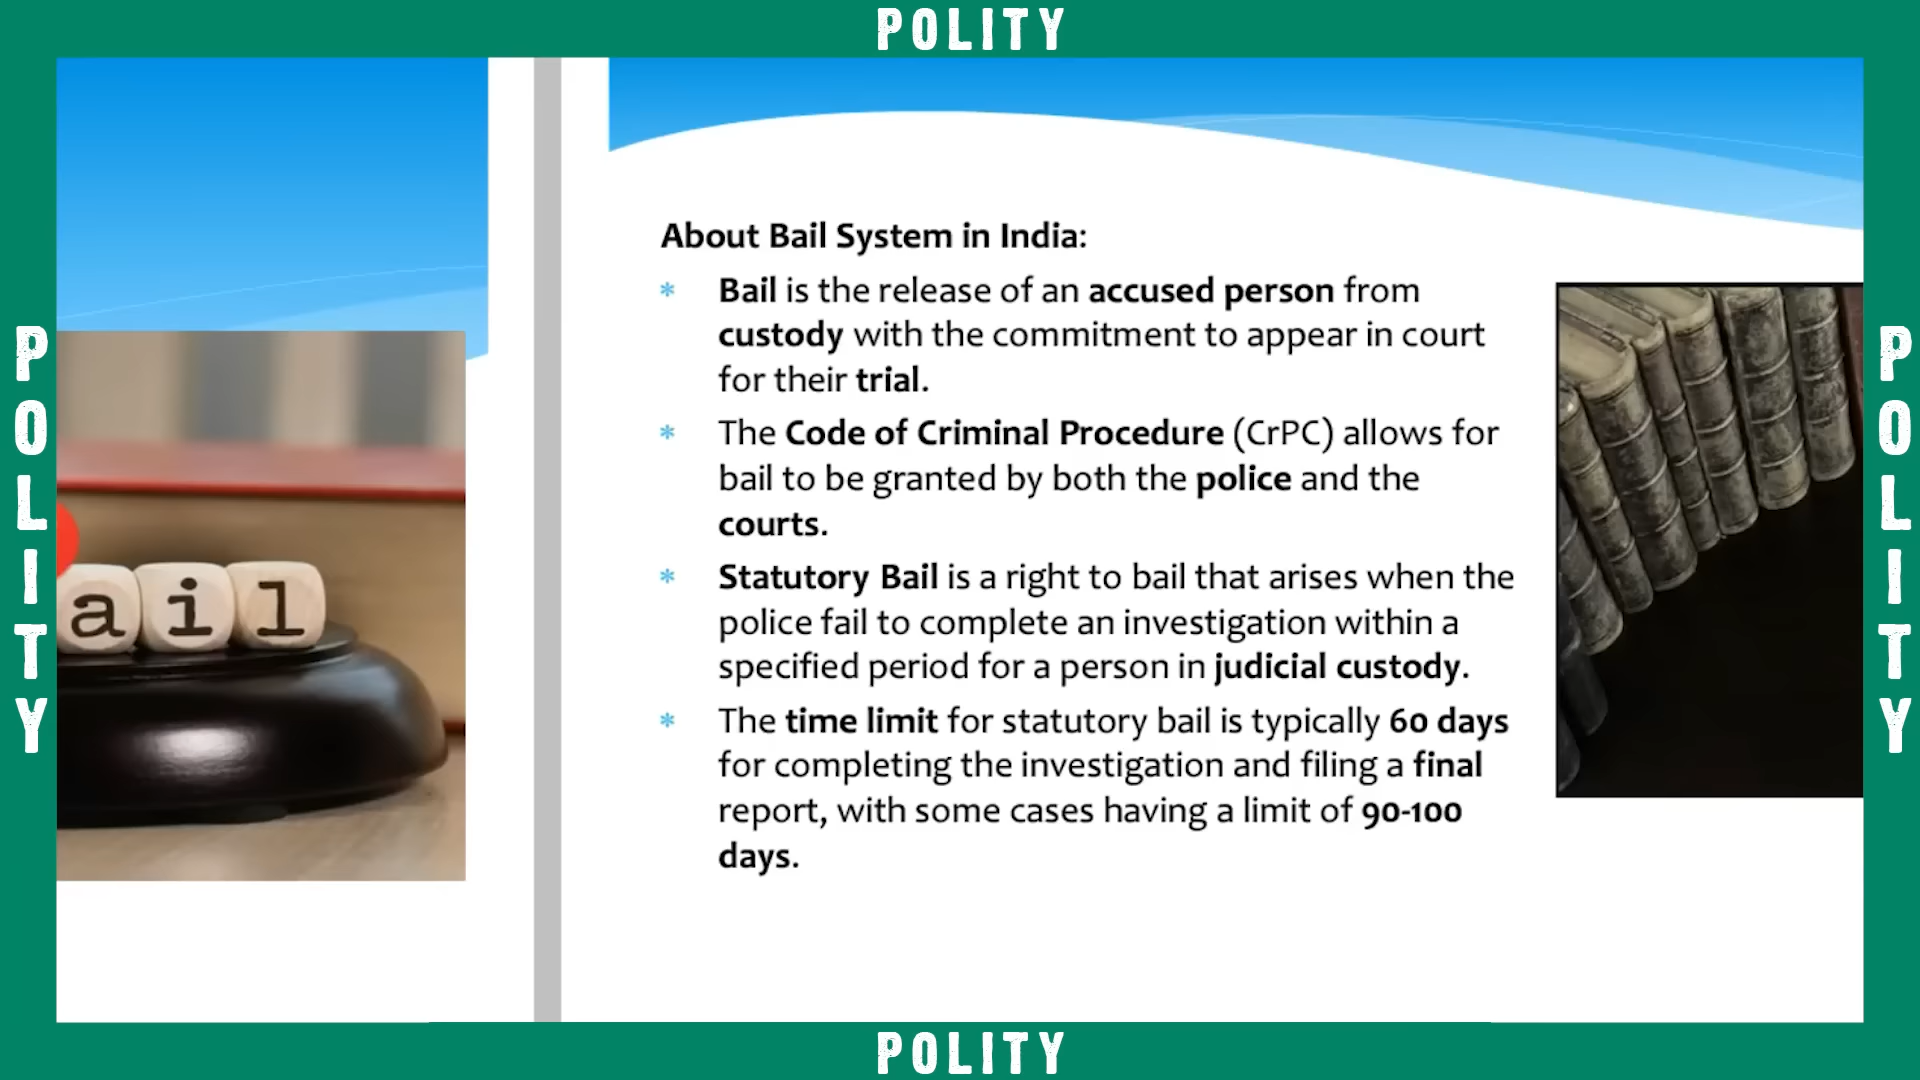 POLITY
POLITY
POLITY
ail
About Bail System in India:
* Bail is the release of an accused person from
custody with the commitment to appear in court
for their trial.
* The Code of Criminal Procedure (CrPC) allows for
bail to be granted by both the police and the
courts.
* Statutory Bail is a right to bail that arises when the
police fail to complete an investigation within a
specified period for a person in judicial custody.
* The time limit for statutory bail is typically 60 days
for completing the investigation and filing a final
report, with some cases having a limit of 90-100
days.
POLITY